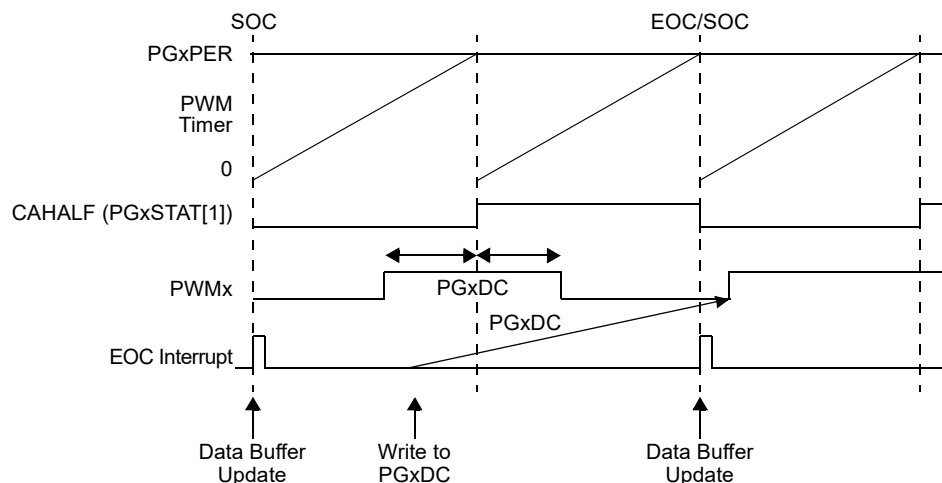 SOC
EOC/SOC
PGxPER
PWM
Timer
0
CAHALF (PGxSTAT[1])
PGxDC
PWMx
PGxDC
EOC Interrupt
Data Buffer
Update
Write to
PGxDC
Data Buffer
Update